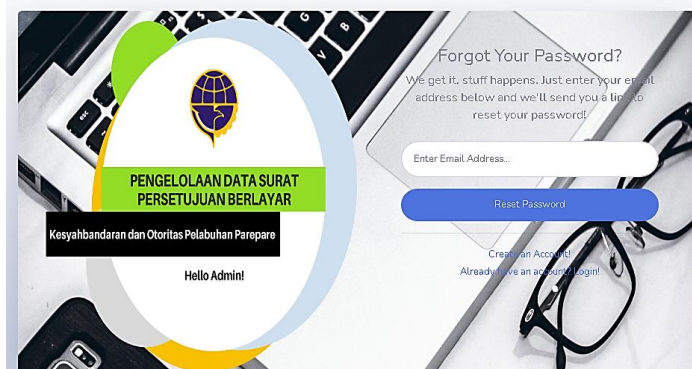 PENGELOLAAN DATA SURAT
PERSETUJUAN BERLAYAR
Kesyahbandaran dan Otoritas Pelabuhan Parepare
Hello Admin!
Forgot Your Password?
We get it, stuff happens. Just enter your email
address below and we'll send you a link to
reset your password!
Enter Email Address...
Reset Password
Create an Account!
Already have an account? Login!
esc